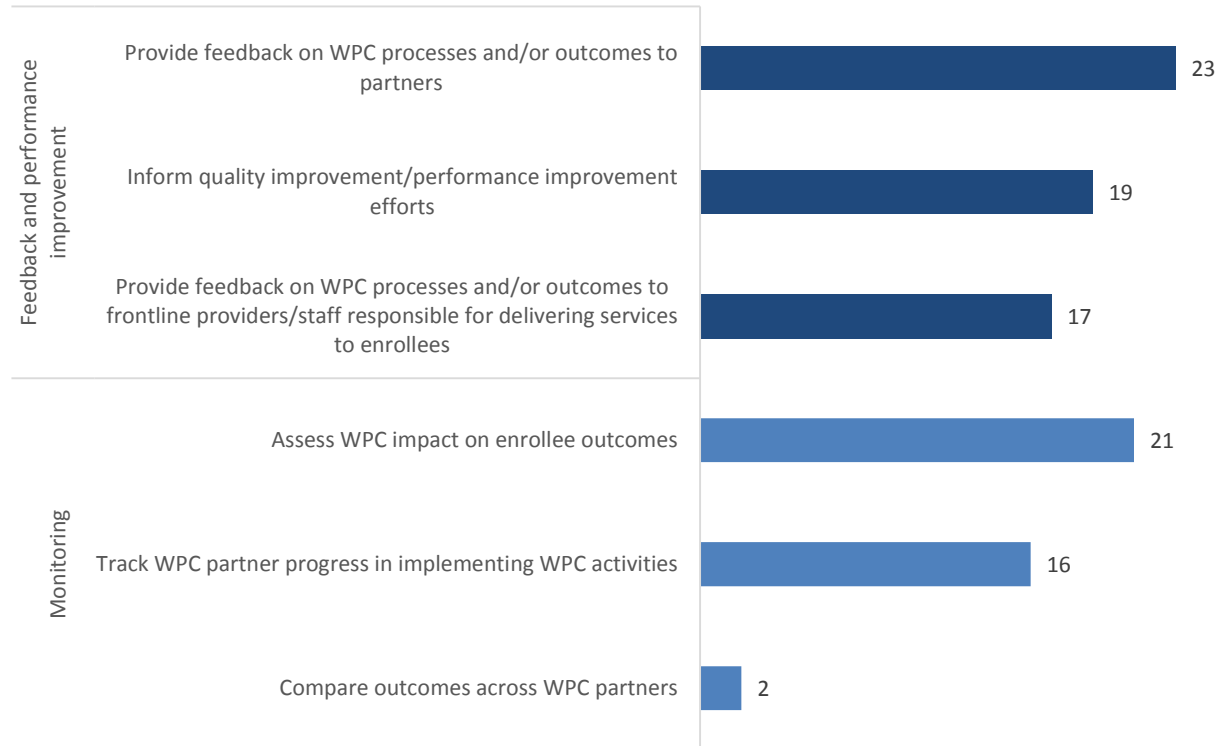 Feedback and performance
improvement
Provide feedback on WPC processes and/or outcomes to
partners
23
Inform quality improvement/performance improvement
efforts
19
Provide feedback on WPC processes and/or outcomes to
frontline providers/staff responsible for delivering services
to enrollees
17
Monitoring
Assess WPC impact on enrollee outcomes
21
Track WPC partner progress in implementing WPC activities
16
Compare outcomes across WPC partners
2